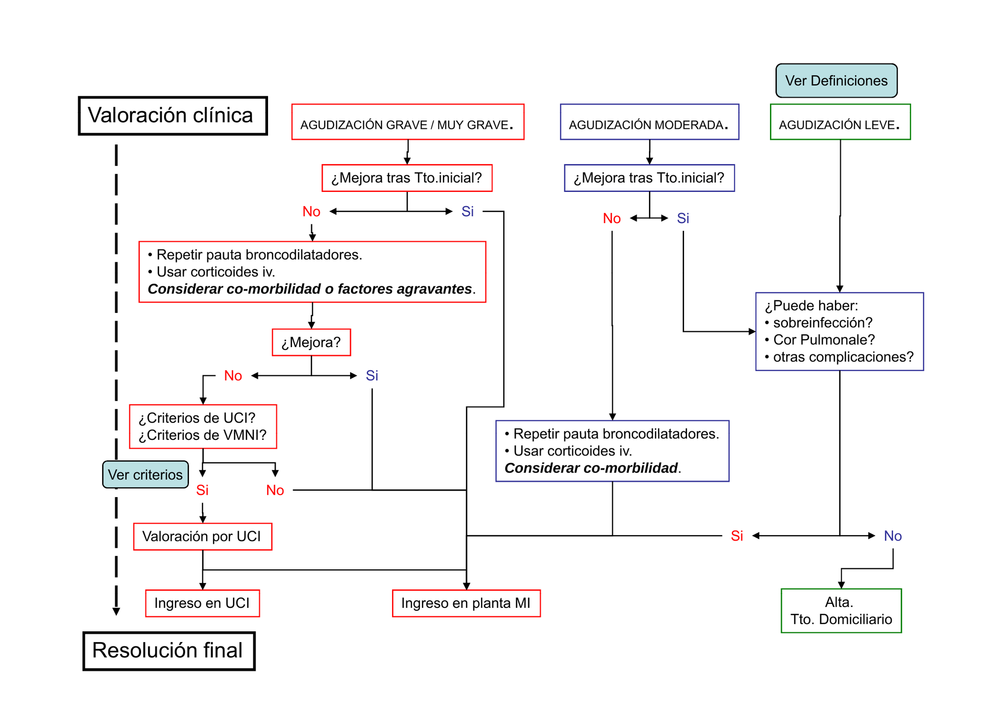 Ver Definiciones
Valoración clínica
AGUDIZACIÓN GRAVE / MUY GRAVE.
AGUDIZACIÓN MODERADA.
AGUDIZACIÓN LEVE.
¿Mejora tras Tto.inicial?
¿Mejora tras Tto.inicial?
No
Si
No
Si
• Repetir pauta broncodilatadores.
• Usar corticoides iv.
Considerar co-morbilidad o factores agravantes.
¿Puede haber:
• sobreinfección?
• Cor Pulmonale?
• otras complicaciones?
¿Mejora?
No
Si
¿Criterios de UCI?
¿Criterios de VMNI?
• Repetir pauta broncodilatadores.
• Usar corticoides iv.
Considerar co-morbilidad.
Ver criterios
Si
No
Valoración por UCI
Si
No
Ingreso en UCI
Ingreso en planta MI
Alta.
Tto. Domiciliario
Resolución final